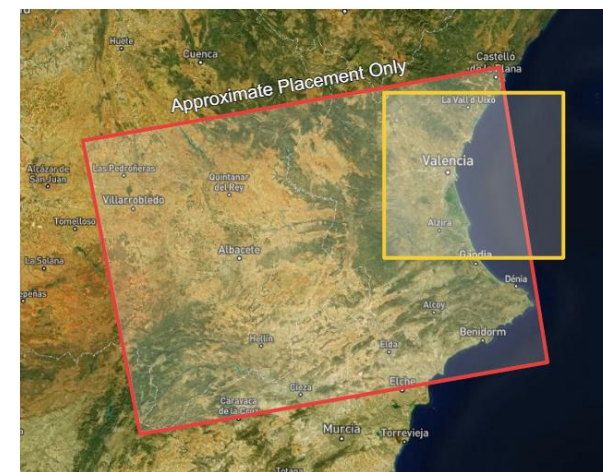 Huete
Cuenca
Castelló
de la Plana
Approximate Placement Only
La Vall d'Uixó
Alcázar de
San Juan
Las Pedroñeras
Quintanar
del Rey
Valencia
Villarrobledo
Tomelloso
Alzira
La Solana
Albacete
Gandia
Dénia
Alcoy
Hellín
Elda
Benidorm
Cieza
Elche
Caravaca
de la Cruz
Murcia
Torrevieja
Totana